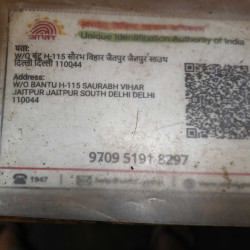 Unique Identification Authority of India
आधार
पता:
W/O बंटू H-115 सौरभ विहार जैतपुर जैतपुर साउथ
दिल्ली दिल्ली 110044
Address:
W/O BANTU H-115 SAURABH VIHAR
JAITPUR JAITPUR SOUTH DELHI DELHI
110044
9709 5191 8297
1947